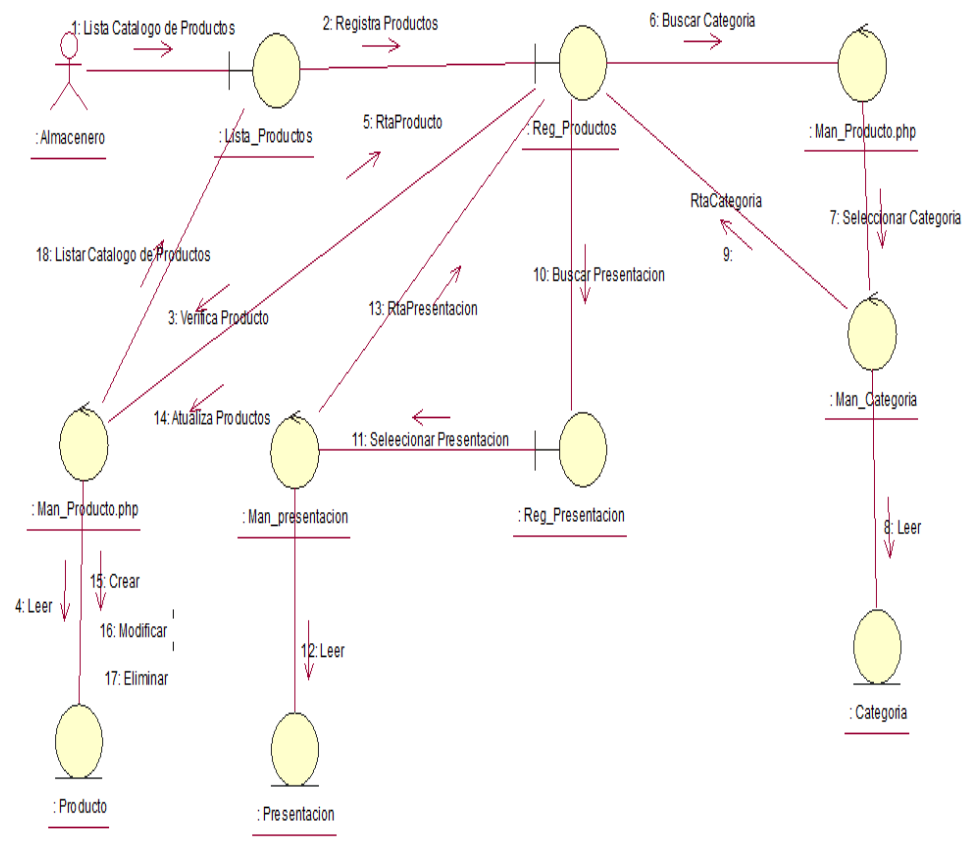 1: Lista Catalogo de Productos
2: Registra Productos
6: Buscar Categoria
: Almacenero
: Lista_Productos
5: RtaProducto
: Reg_Productos
: Man_Producto.php
RtaCategoria
7: Seleccionar Categoria
18: Listar Catalogo de Productos
9:
10: Buscar Presentacion
3: Verifica Producto
13: RtaPresentacion
: Man_Categoria
14: Atualiza Productos
11: Seleecionar Presentacion
: Man_Producto.php
: Man_presentacion
: Reg_Presentacion
8: Leer
15: Crear
4: Leer
16: Modificar
12: Leer
17: Eliminar
: Categoria
: Producto
: Presentacion